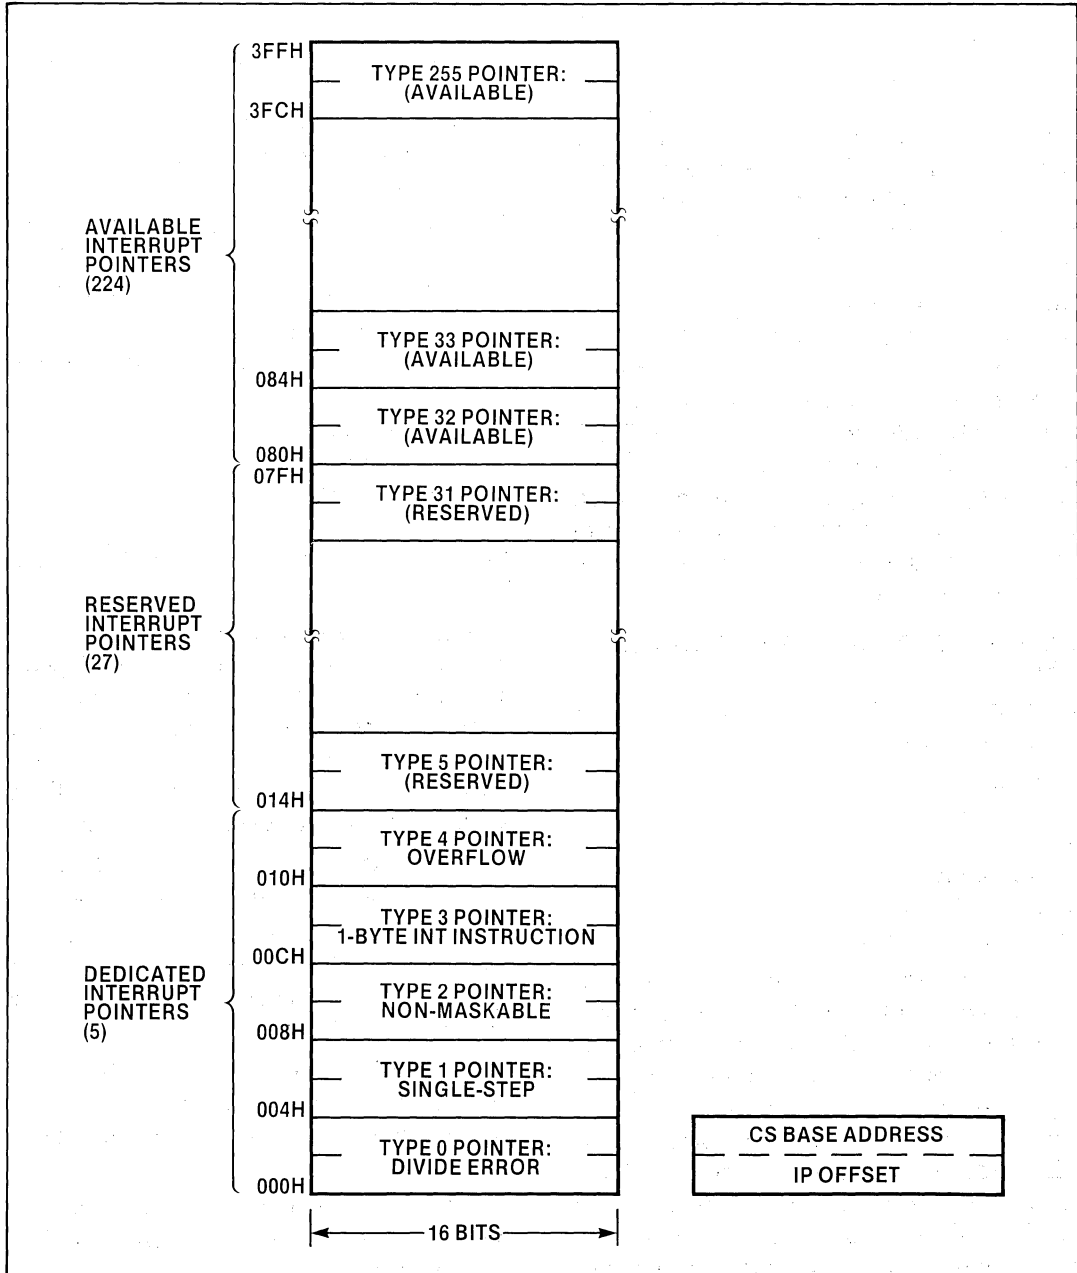 3FFH
TYPE 255 POINTER:
(AVAILABLE)
3FCH
AVAILABLE
INTERRUPT
POINTERS
(224)
TYPE 33 POINTER:
(AVAILABLE)
084H
TYPE 32 POINTER:
(AVAILABLE)
080H
07FH
TYPE 31 POINTER:
(RESERVED)
RESERVED
INTERRUPT
POINTERS
(27)
TYPE 5 POINTER:
(RESERVED)
014H
TYPE 4 POINTER:
OVERFLOW
010H
TYPE 3 POINTER:
1-BYTE INT INSTRUCTION
00CH
DEDICATED
INTERRUPT
POINTERS
(5)
TYPE 2 POINTER:
NON-MASKABLE
008H
TYPE 1 POINTER:
SINGLE-STEP
004H
TYPE 0 POINTER:
DIVIDE ERROR
000H
CS BASE ADDRESS
IP OFFSET
16 BITS